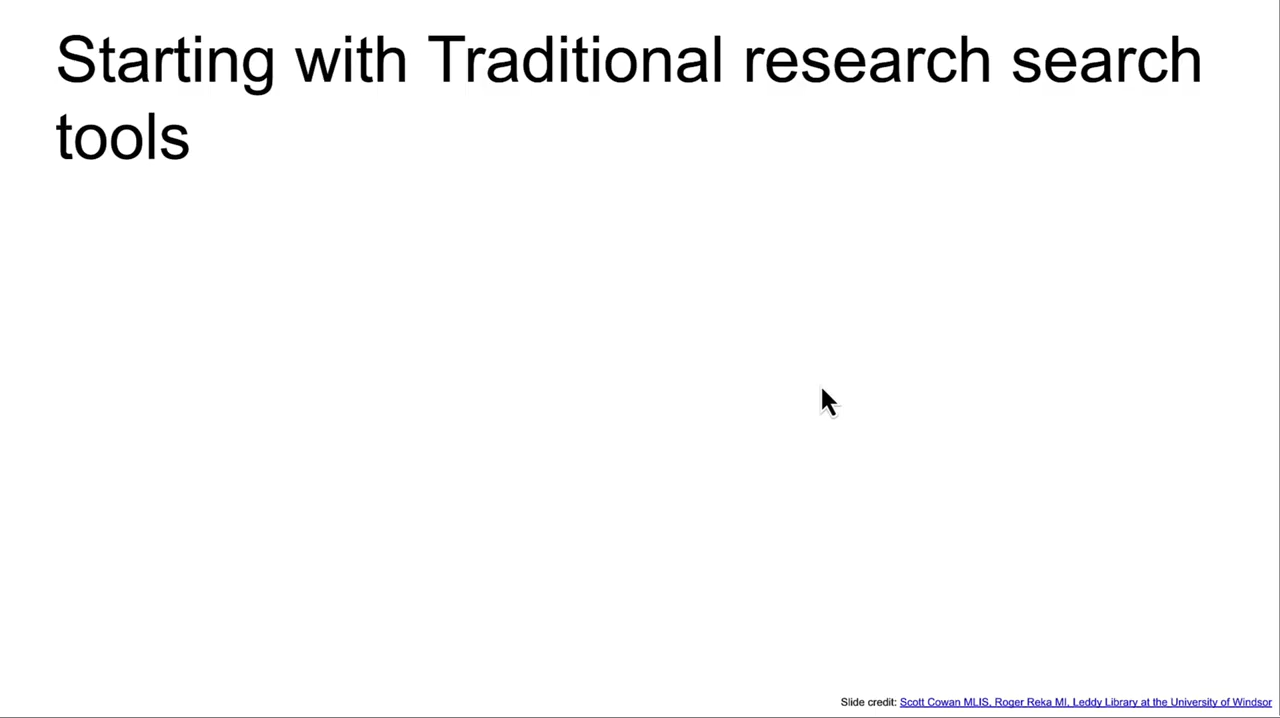 Starting with Traditional research search
tools
Slide credit: Scott Cowan MLIS, Roger Reka MI, Leddy Library at the University of Windsor